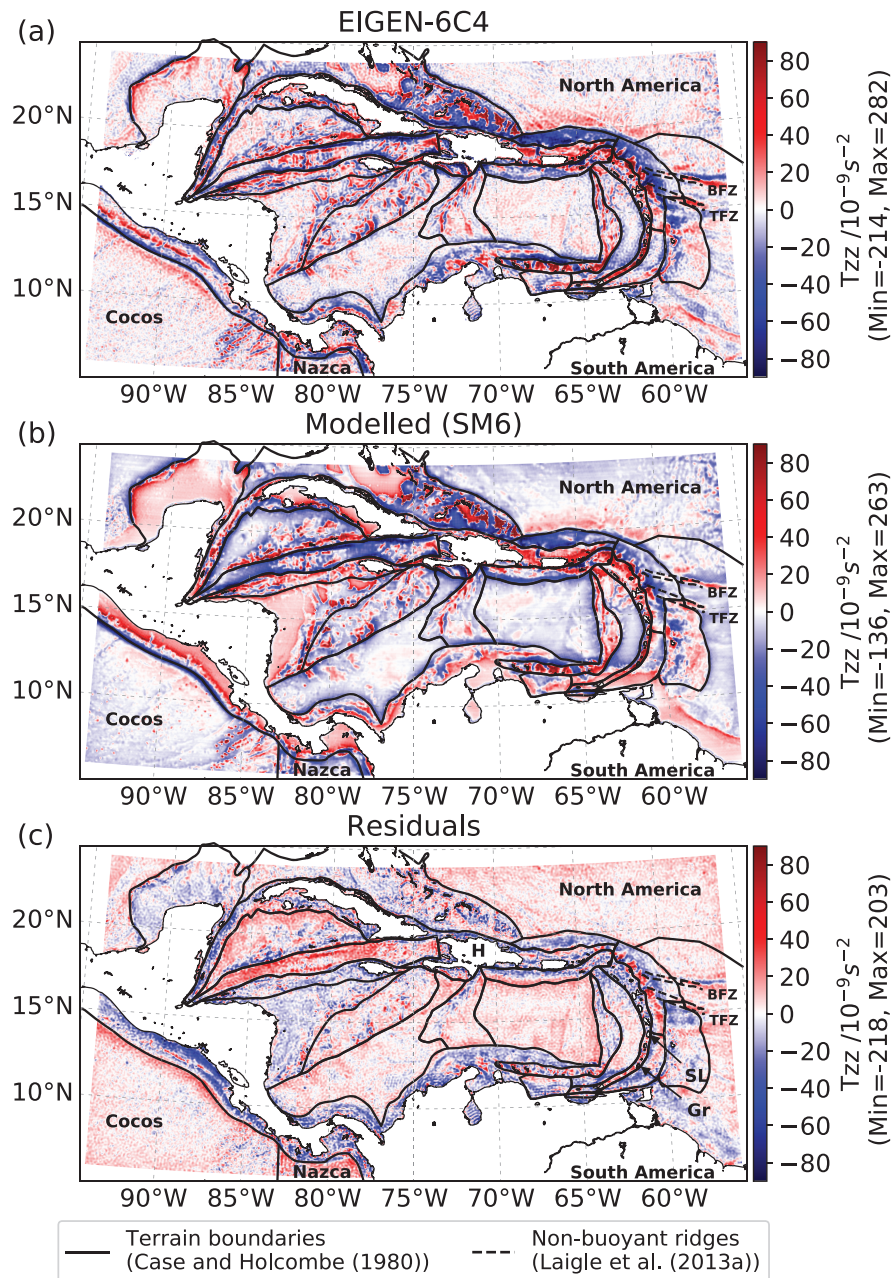 (a)
EIGEN-6C4
20°N
15°N
10°N
North America
BFZ
TFZ
Cocos
Nazca
South America
90°W 85°W 80°W 75°W 70°W 65°W 60°W
80
60
40
20
0
−20
−40
−60
−80
Tzz /10⁻⁹s⁻²
(Min=-214, Max=282)
(b)
Modelled (SM6)
20°N
15°N
10°N
North America
BFZ
TFZ
Cocos
Nazca
South America
90°W 85°W 80°W 75°W 70°W 65°W 60°W
80
60
40
20
0
−20
−40
−60
−80
Tzz /10⁻⁹s⁻²
(Min=-136, Max=263)
(c)
Residuals
20°N
15°N
10°N
North America
H
BFZ
TFZ
SL
Gr
Cocos
Nazca
South America
90°W 85°W 80°W 75°W 70°W 65°W 60°W
80
60
40
20
0
−20
−40
−60
−80
Tzz /10⁻⁹s⁻²
(Min=-218, Max=203)
Terrain boundaries
(Case and Holcombe (1980))
Non-buoyant ridges
(Laigle et al. (2013a))